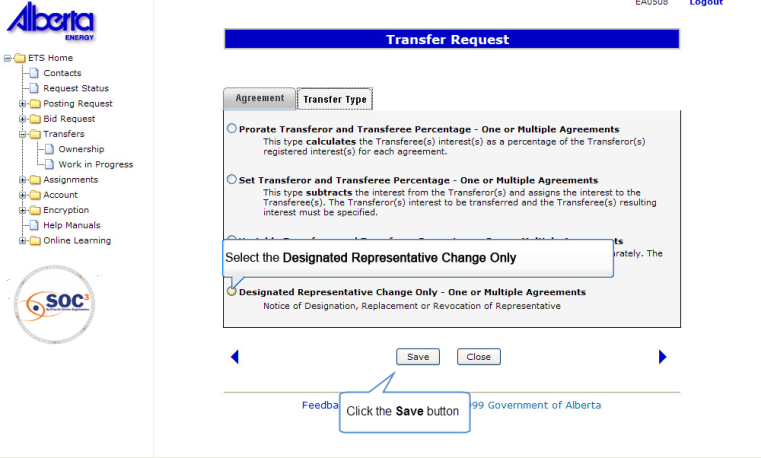 EA0508 Logout
Alberta
ENERGY
Transfer Request
ETS Home
Contacts
Request Status
Posting Request
Bid Request
Transfers
Ownership
Work in Progress
Assignments
Account
Encryption
Help Manuals
Online Learning
SOC3
Agreement Transfer Type
Prorate Transferor and Transferee Percentage - One or Multiple Agreements
This type calculates the Transferee(s) interest(s) as a percentage of the Transferor(s)
registered interest(s) for each agreement.
Set Transferor and Transferee Percentage - One or Multiple Agreements
This type subtracts the interest from the Transferor(s) and assigns the interest to the
Transferee(s). The Transferor(s) interest to be transferred and the Transferee(s) resulting
interest must be specified.
rately. The
Select the Designated Representative Change Only
Designated Representative Change Only - One or Multiple Agreements
Notice of Designation, Replacement or Revocation of Representative
Save Close
Feedba 99 Government of Alberta
Click the Save button